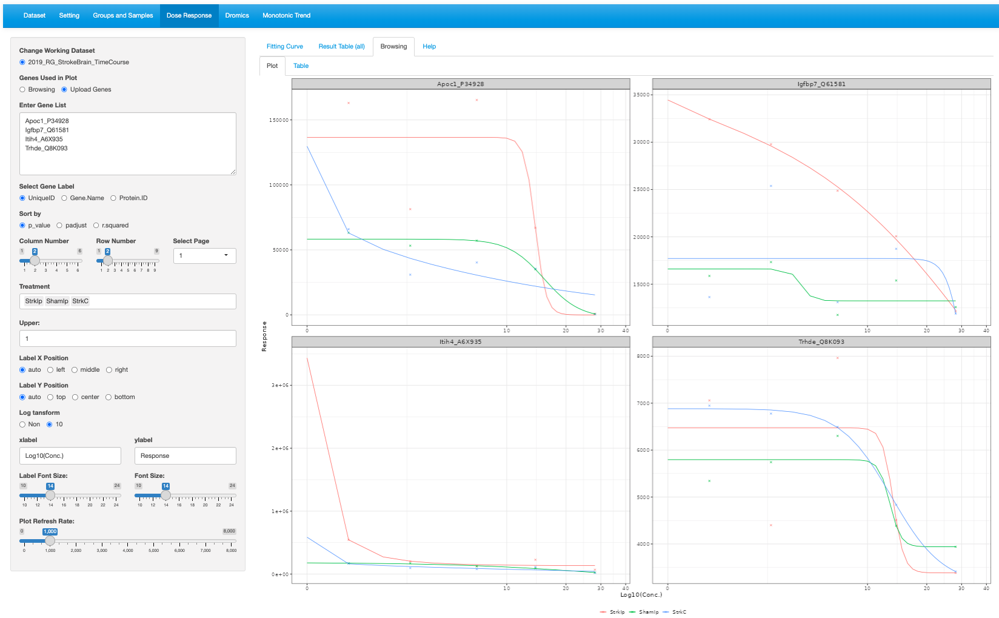 Dataset Setting Groups and Samples Dose Response Dromics Monotonic Trend
Change Working Dataset
2019_RG_StrokeBrain_TimeCourse
Genes Used in Plot
Browsing Upload Genes
Enter Gene List
Apoc1_P34928
Igfbp7_Q61581
Itih4_A6X935
Trhde_Q8K093
Select Gene Label
UniqueID Gene.Name Protein.ID
Sort by
p_value padjust r.squared
Column Number Row Number Select Page
1 2 6 1 2 9
1
1 2 3 4 5 6 1 2 3 4 5 6 7 8 9
Treatment
StrkIp ShamIp StrkC
Upper:
1
Label X Position
auto left middle right
Label Y Position
auto top center bottom
Log tansform
Non 10
xlabel ylabel
Log10(Conc.) Response
Label Font Size: Font Size:
10 14 24 10 14 24
10 12 14 16 18 20 22 24 10 12 14 16 18 20 22 24
Plot Refresh Rate:
0 1,000 8,000
0 1,000 2,000 3,000 4,000 5,000 6,000 7,000 8,000
Fitting Curve Result Table (all) Browsing Help
Plot Table
Apoc1_P34928
150000
100000
50000
0
0 10 20 30 40
Igfbp7_Q61581
35000
30000
25000
20000
15000
0 10 20 30 40
Response
Itih4_A6X935
3e+06
2e+06
1e+06
0e+00
0 10 20 30 40
Trhde_Q8K093
8000
7000
6000
5000
4000
0 10 20 30 40
Log10(Conc.)
StrkIp ShamIp StrkC